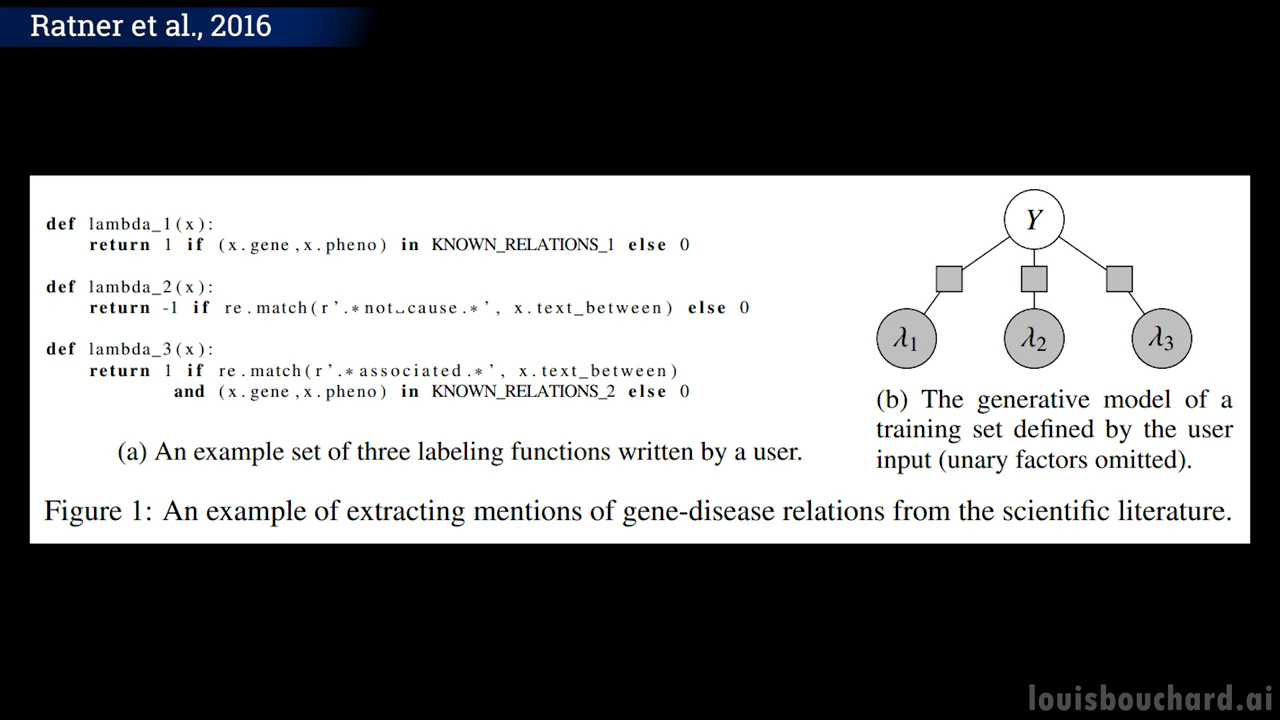 Ratner et al., 2016
def lambda_1(x):
return 1 if (x.gene,x.pheno) in KNOWN_RELATIONS_1 else 0
def lambda_2(x):
return -1 if re.match(r’.*not␣cause.*’, x.text_between) else 0
def lambda_3(x):
return 1 if re.match(r’.*associated.*’, x.text_between)
and (x.gene,x.pheno) in KNOWN_RELATIONS_2 else 0
(a) An example set of three labeling functions written by a user.
Y
λ1 λ2 λ3
(b) The generative model of a
training set defined by the user
input (unary factors omitted).
Figure 1: An example of extracting mentions of gene-disease relations from the scientific literature.
louisbouchard.ai